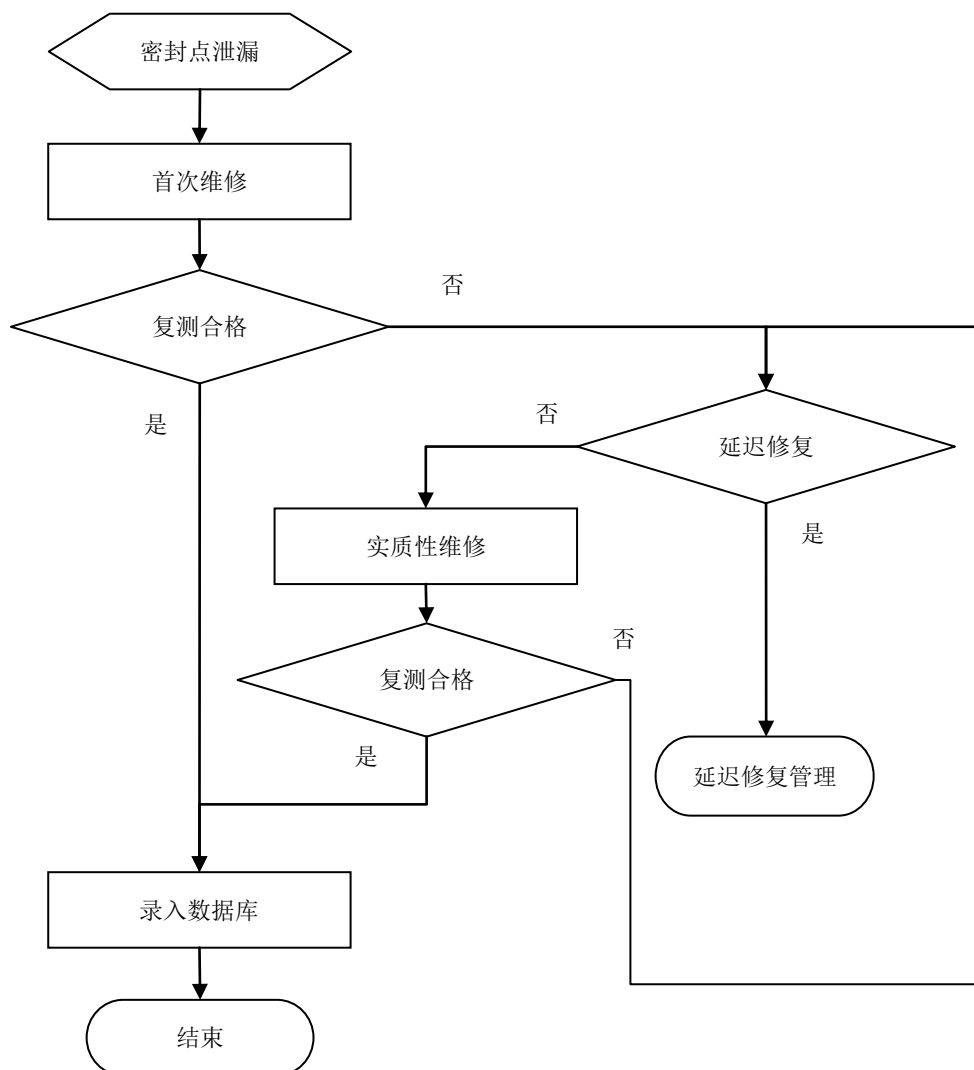 密封点泄漏
首次维修
否
复测合格
是
否
延迟修复
实质性维修
是
否
复测合格
是
延迟修复管理
录入数据库
结束